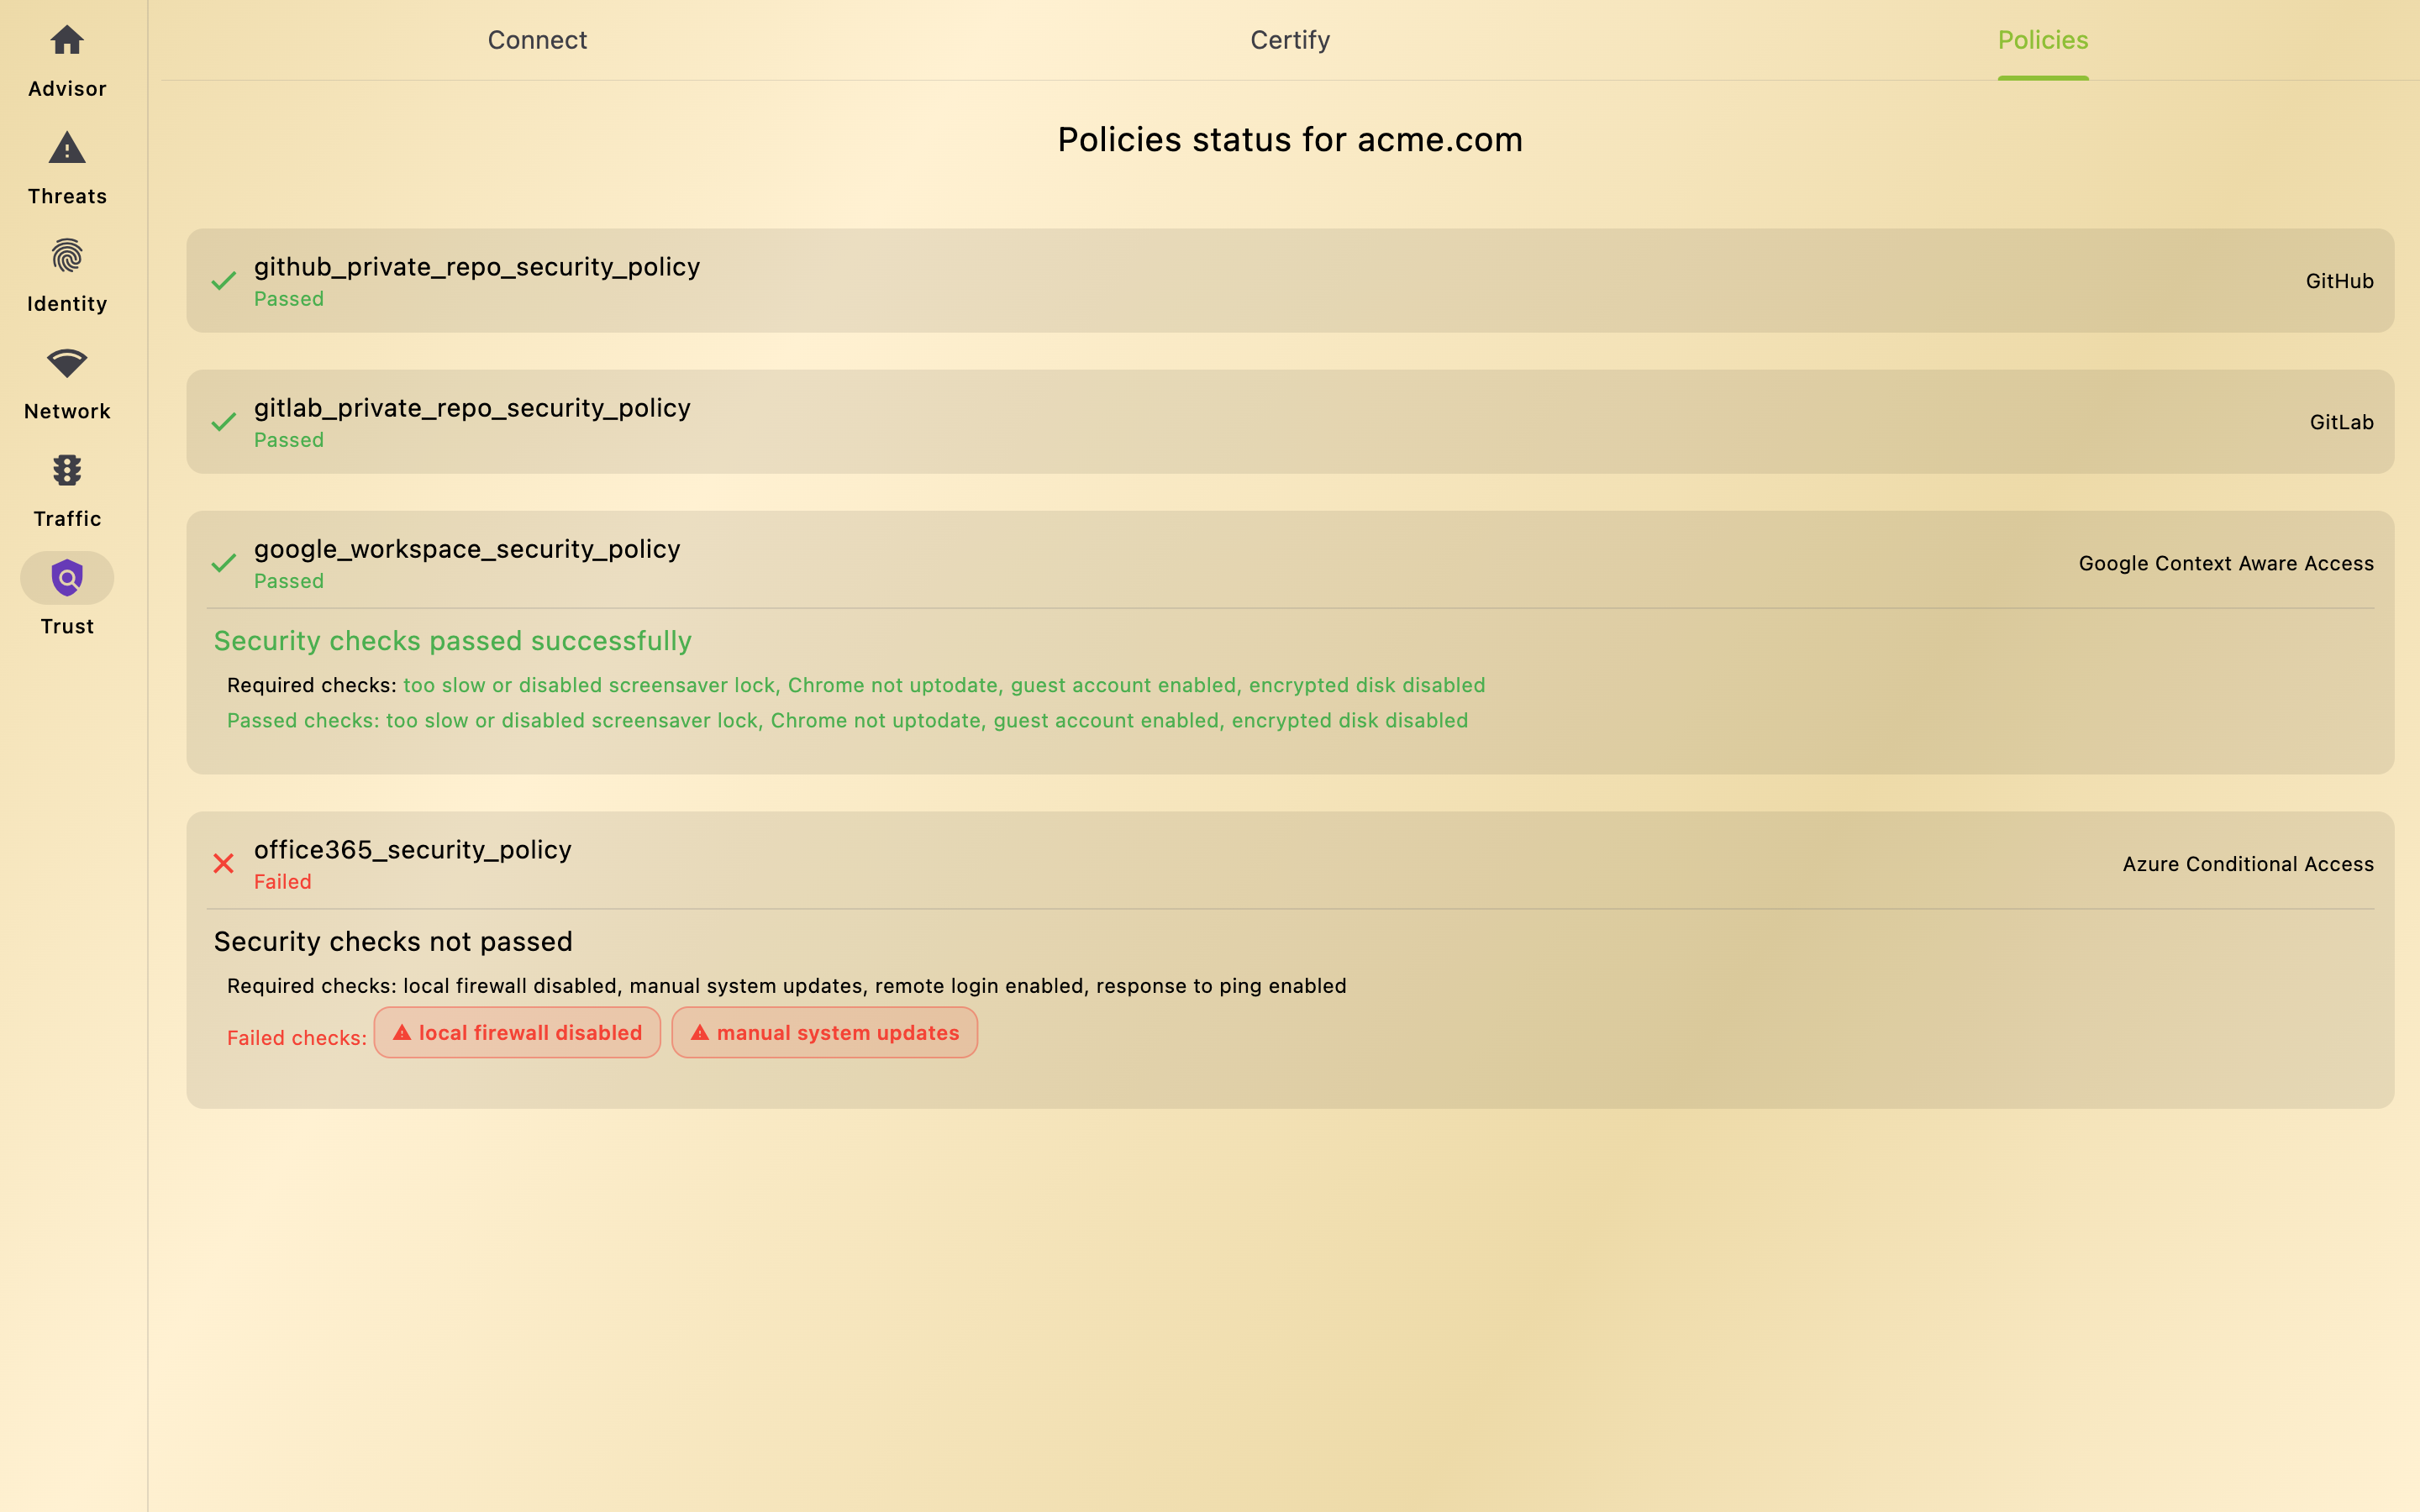 Advisor
Threats
Identity
Network
Traffic
Trust
Connect
Certify
Policies
Policies status for acme.com
github_private_repo_security_policy
Passed
GitHub
gitlab_private_repo_security_policy
Passed
GitLab
google_workspace_security_policy
Passed
Google Context Aware Access
Security checks passed successfully
Required checks: too slow or disabled screensaver lock, Chrome not uptodate, guest account enabled, encrypted disk disabled
Passed checks: too slow or disabled screensaver lock, Chrome not uptodate, guest account enabled, encrypted disk disabled
office365_security_policy
Failed
Azure Conditional Access
Security checks not passed
Required checks: local firewall disabled, manual system updates, remote login enabled, response to ping enabled
Failed checks: local firewall disabled manual system updates